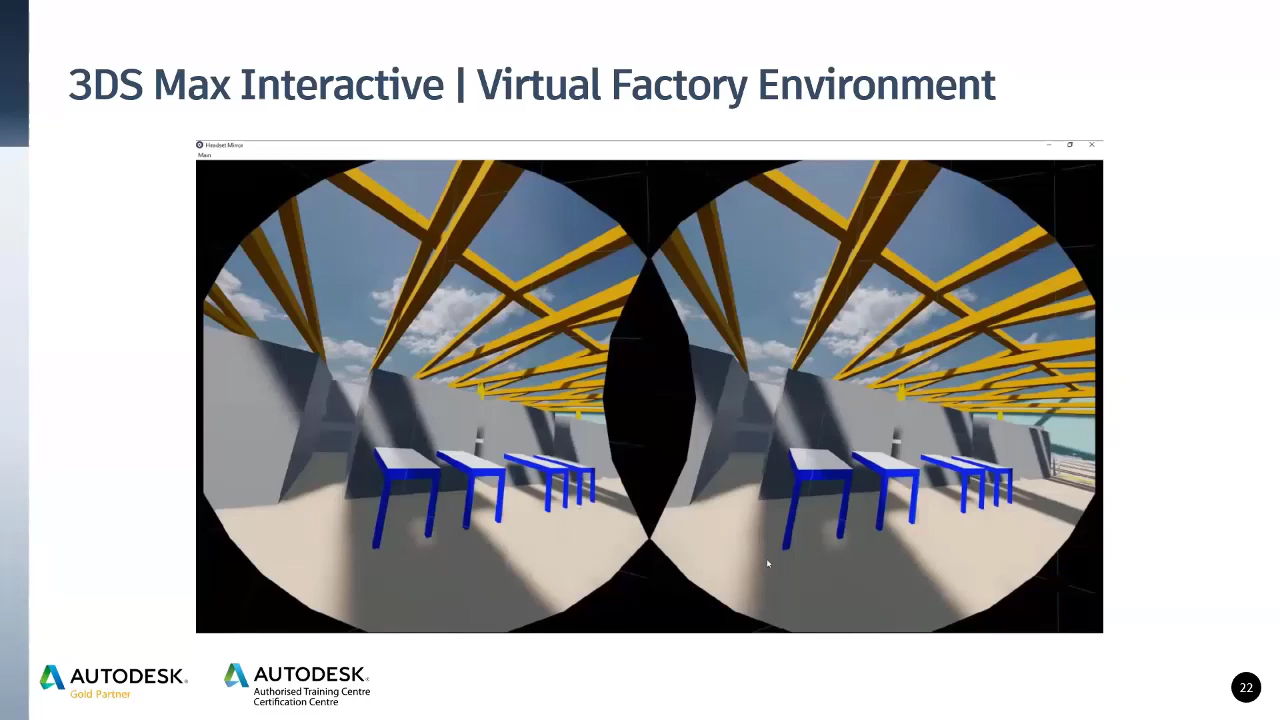 3DS Max Interactive | Virtual Factory Environment
Headset Mirror
Main
AUTODESK.
Gold Partner
AUTODESK.
Authorised Training Centre
Certification Centre
22